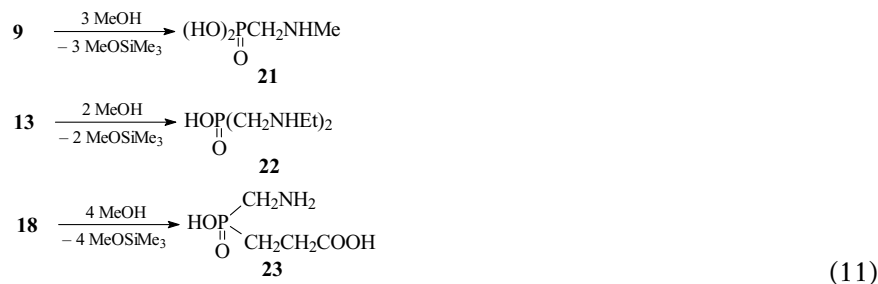 9 3 MeOH – 3 MeOSiMe3 (HO)2PCH2NHMe
O
21
13 2 MeOH – 2 MeOSiMe3 HOP(CH2NHEt)2
O
22
18 4 MeOH – 4 MeOSiMe3 HOP CH2NH2
O CH2CH2COOH
23
(11)